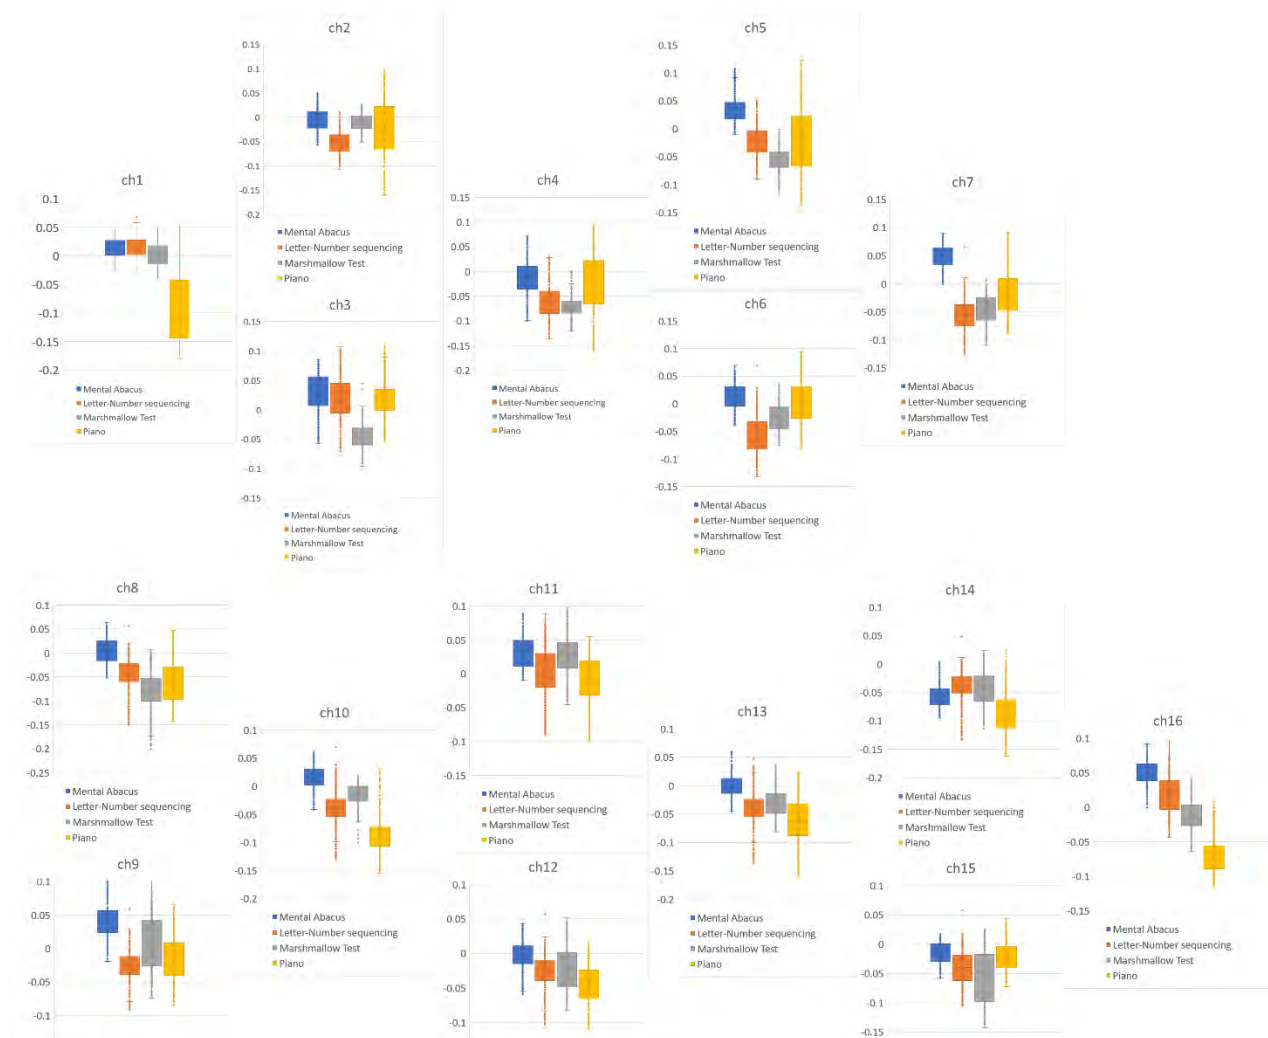 ch1
0.1
0.05
0
-0.05
-0.1
-0.15
-0.2
Mental Abacus
Letter-Number sequencing
Marshmallow Test
Piano
ch2
0.15
0.1
0.05
0
-0.05
-0.1
-0.15
-0.2
Mental Abacus
Letter-Number sequencing
Marshmallow Test
Piano
ch3
0.15
0.1
0.05
0
-0.05
-0.1
-0.15
Mental Abacus
Letter-Number sequencing
Marshmallow Test
Piano
ch4
0.15
0.1
0.05
0
-0.05
-0.1
-0.15
-0.2
Mental Abacus
Letter-Number sequencing
Marshmallow Test
Piano
ch5
0.15
0.1
0.05
0
-0.05
-0.1
-0.15
Mental Abacus
Letter-Number sequencing
Marshmallow Test
Piano
ch6
0.15
0.1
0.05
0
-0.05
-0.1
-0.15
Mental Abacus
Letter-Number sequencing
Marshmallow Test
Piano
ch7
0.15
0.1
0.05
0
-0.05
-0.1
-0.15
Mental Abacus
Letter-Number sequencing
Marshmallow Test
Piano
ch8
0.1
0.05
0
-0.05
-0.1
-0.15
-0.2
-0.25
Mental Abacus
Letter-Number sequencing
Marshmallow Test
Piano
ch9
0.1
0.05
0
-0.05
-0.1
ch10
0.1
0.05
0
-0.05
-0.1
-0.15
-0.2
Mental Abacus
Letter-Number sequencing
Marshmallow Test
Piano
ch11
0.1
0.05
0
-0.05
-0.1
-0.15
Mental Abacus
Letter-Number sequencing
Marshmallow Test
Piano
ch12
0.1
0.05
0
-0.05
-0.1
ch13
0.1
0.05
0
-0.05
-0.1
-0.15
-0.2
Mental Abacus
Letter-Number sequencing
Marshmallow Test
Piano
ch14
0.1
0.05
0
-0.05
-0.1
-0.15
-0.2
Mental Abacus
Letter-Number sequencing
Marshmallow Test
Piano
ch15
0.1
0.05
0
-0.05
-0.1
-0.15
ch16
0.1
0.05
0
-0.05
-0.1
-0.15
Mental Abacus
Letter-Number sequencing
Marshmallow Test
Piano